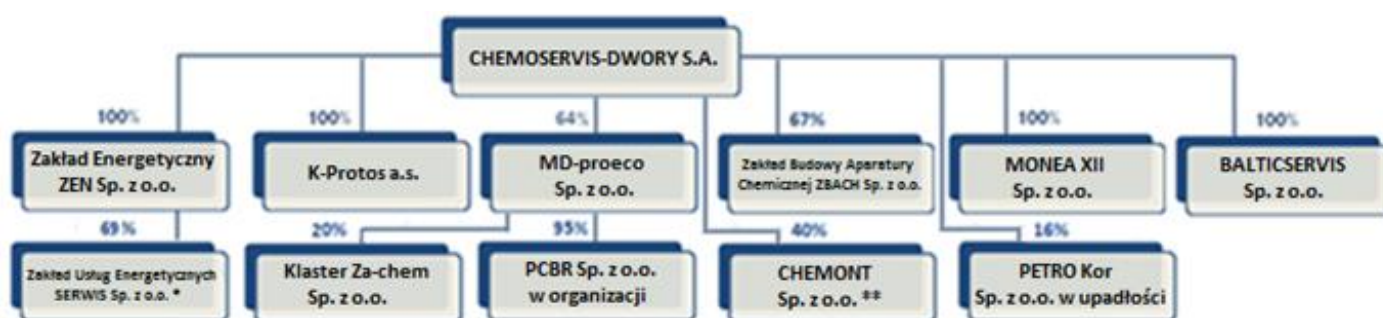 CHEMOSERVIS-DWORY S.A.
100%
100%
64%
67%
100%
100%
Zakład Energetyczny
ZEN Sp. z o.o.
K-Protos a.s.
MD-proeco
Sp. z o.o.
Zakład Budowy Aparatury
Chemicznej ZBACH Sp. z o.o.
MONEA XII
Sp. z o.o.
BALTICSERVIS
Sp. z o.o.
69%
20%
95%
40%
16%
Zakład Usług Energetycznych
SERWIS Sp. z o.o. *
Klaster Za-chem
Sp. z o.o.
PCBR Sp. z o.o.
w organizacji
CHEMONT
Sp. z o.o. **
PETRO Kor
Sp. z o.o. w upadłości